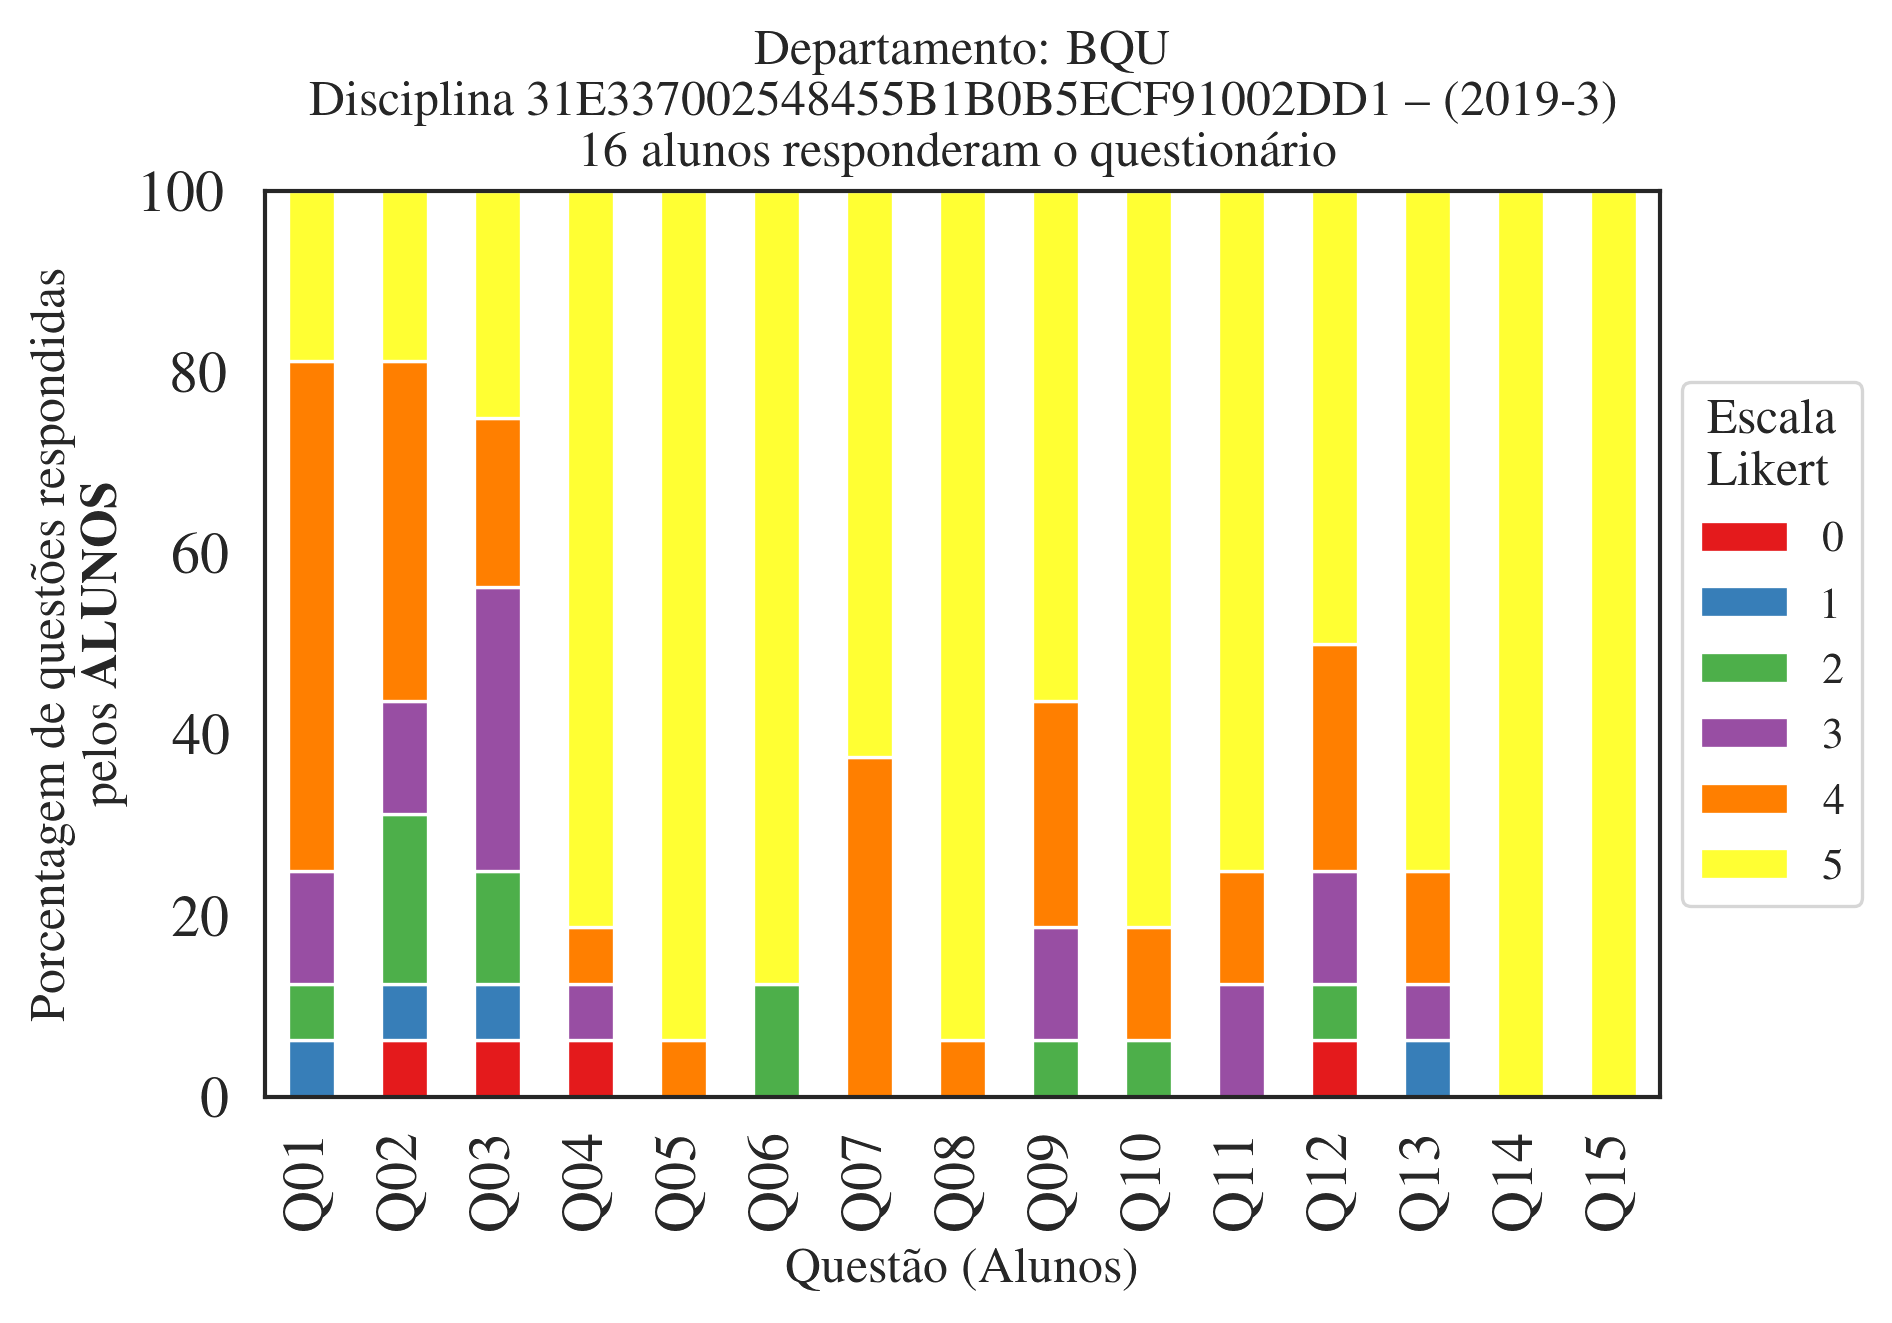 Departamento: BQU
Disciplina 31E337002548455B1B0B5ECF91002DD1 – (2019-3)
16 alunos responderam o questionário
Porcentagem de questões respondidas
pelos ALUNOS
100
80
60
40
20
0
Q01
Q02
Q03
Q04
Q05
Q06
Q07
Q08
Q09
Q10
Q11
Q12
Q13
Q14
Q15
Questão (Alunos)
Escala
Likert
0
1
2
3
4
5